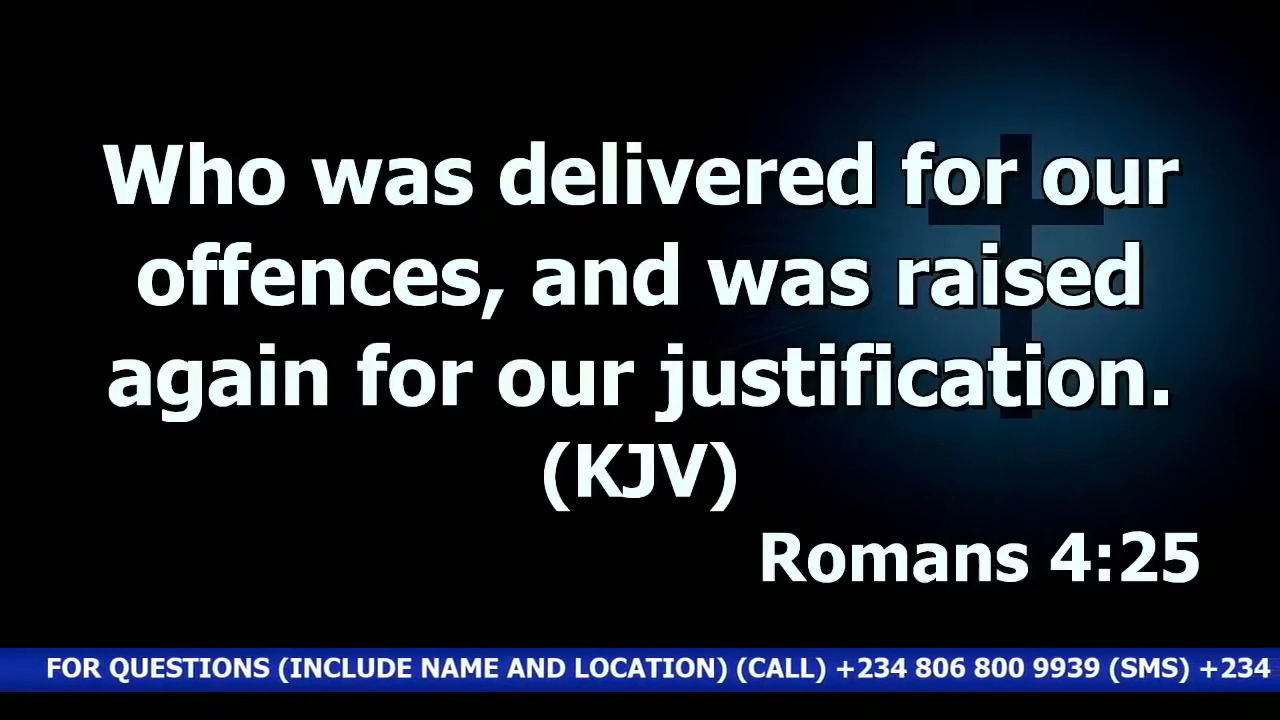 Who was delivered for our
offences, and was raised
again for our justification.
(KJV)
Romans 4:25
FOR QUESTIONS (INCLUDE NAME AND LOCATION) (CALL) +234 806 800 9939 (SMS) +234